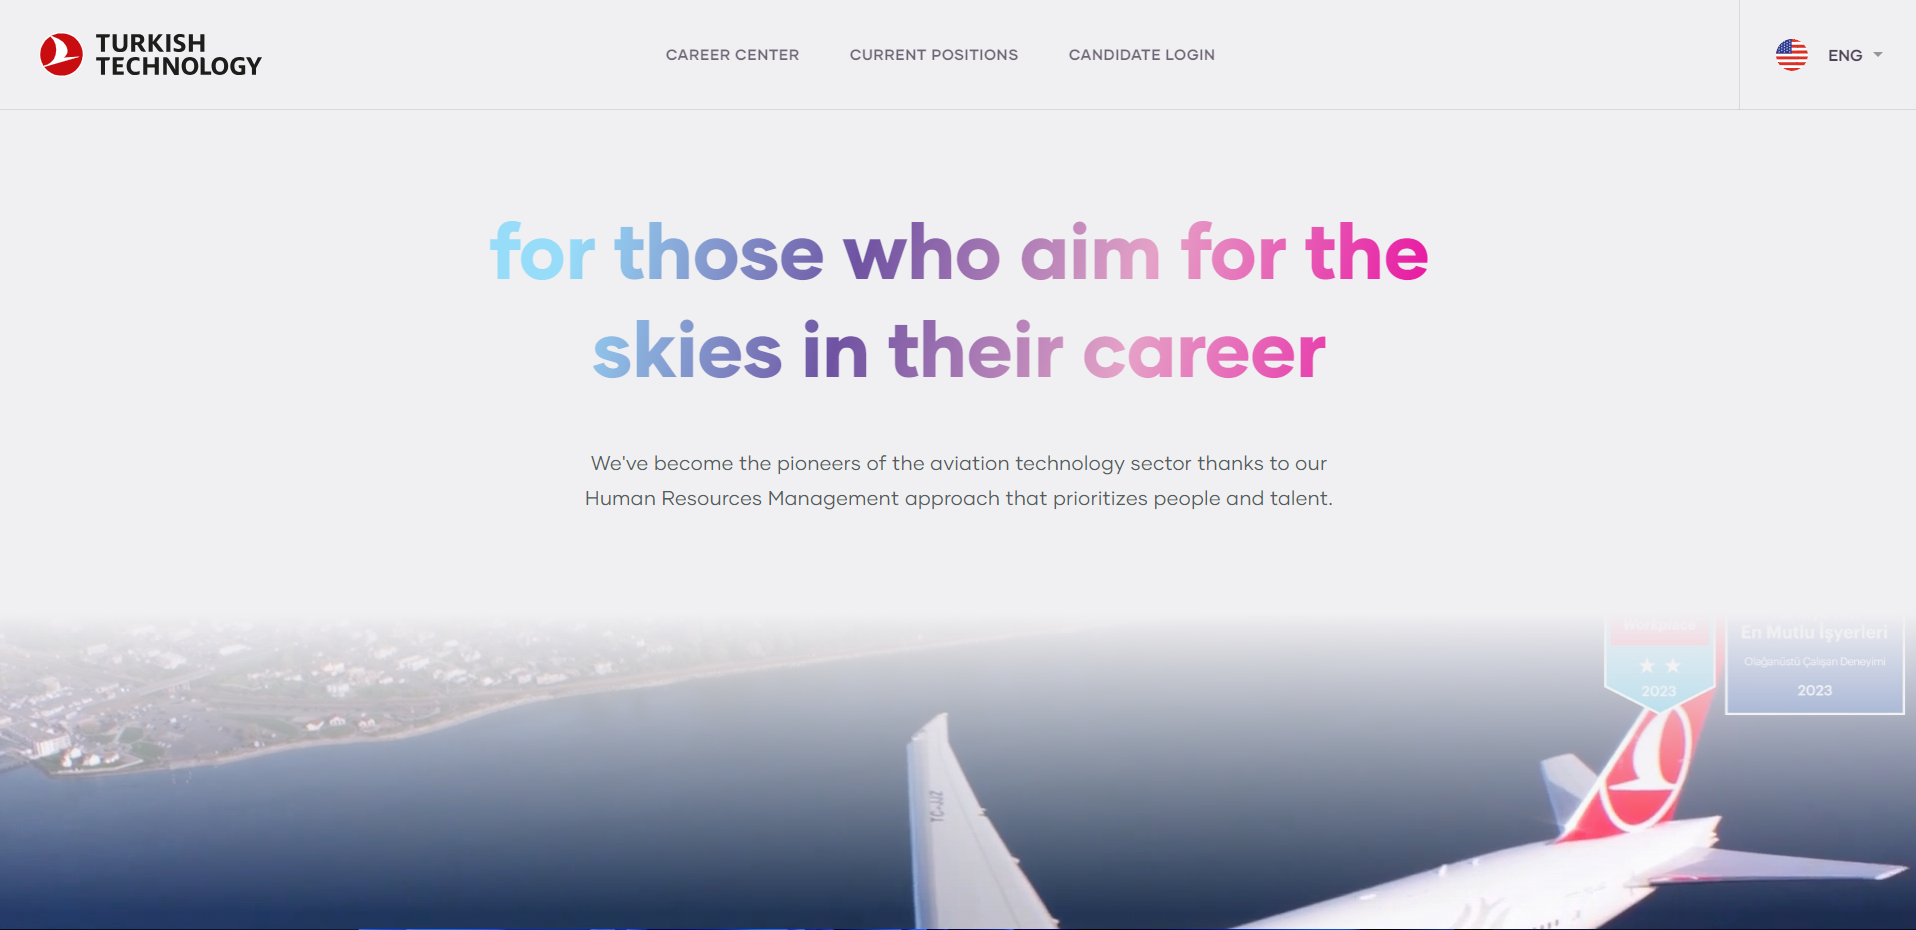 TURKISH
TECHNOLOGY
CAREER CENTER
CURRENT POSITIONS
CANDIDATE LOGIN
ENG
for those who aim for the
skies in their career
We've become the pioneers of the aviation technology sector thanks to our
Human Resources Management approach that prioritizes people and talent.
En Mutlu İşyerleri
Olağanüstü Çalışan Deneyimi
2023
2023
TC-JJZ